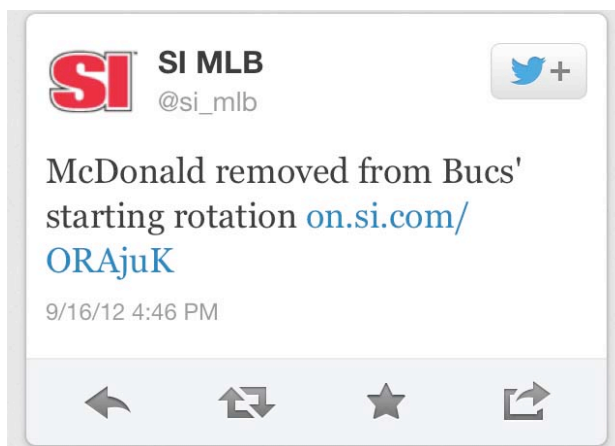 SI
SI MLB
@si_mlb
McDonald removed from Bucs'
starting rotation on.si.com/
ORAjuK
9/16/12 4:46 PM